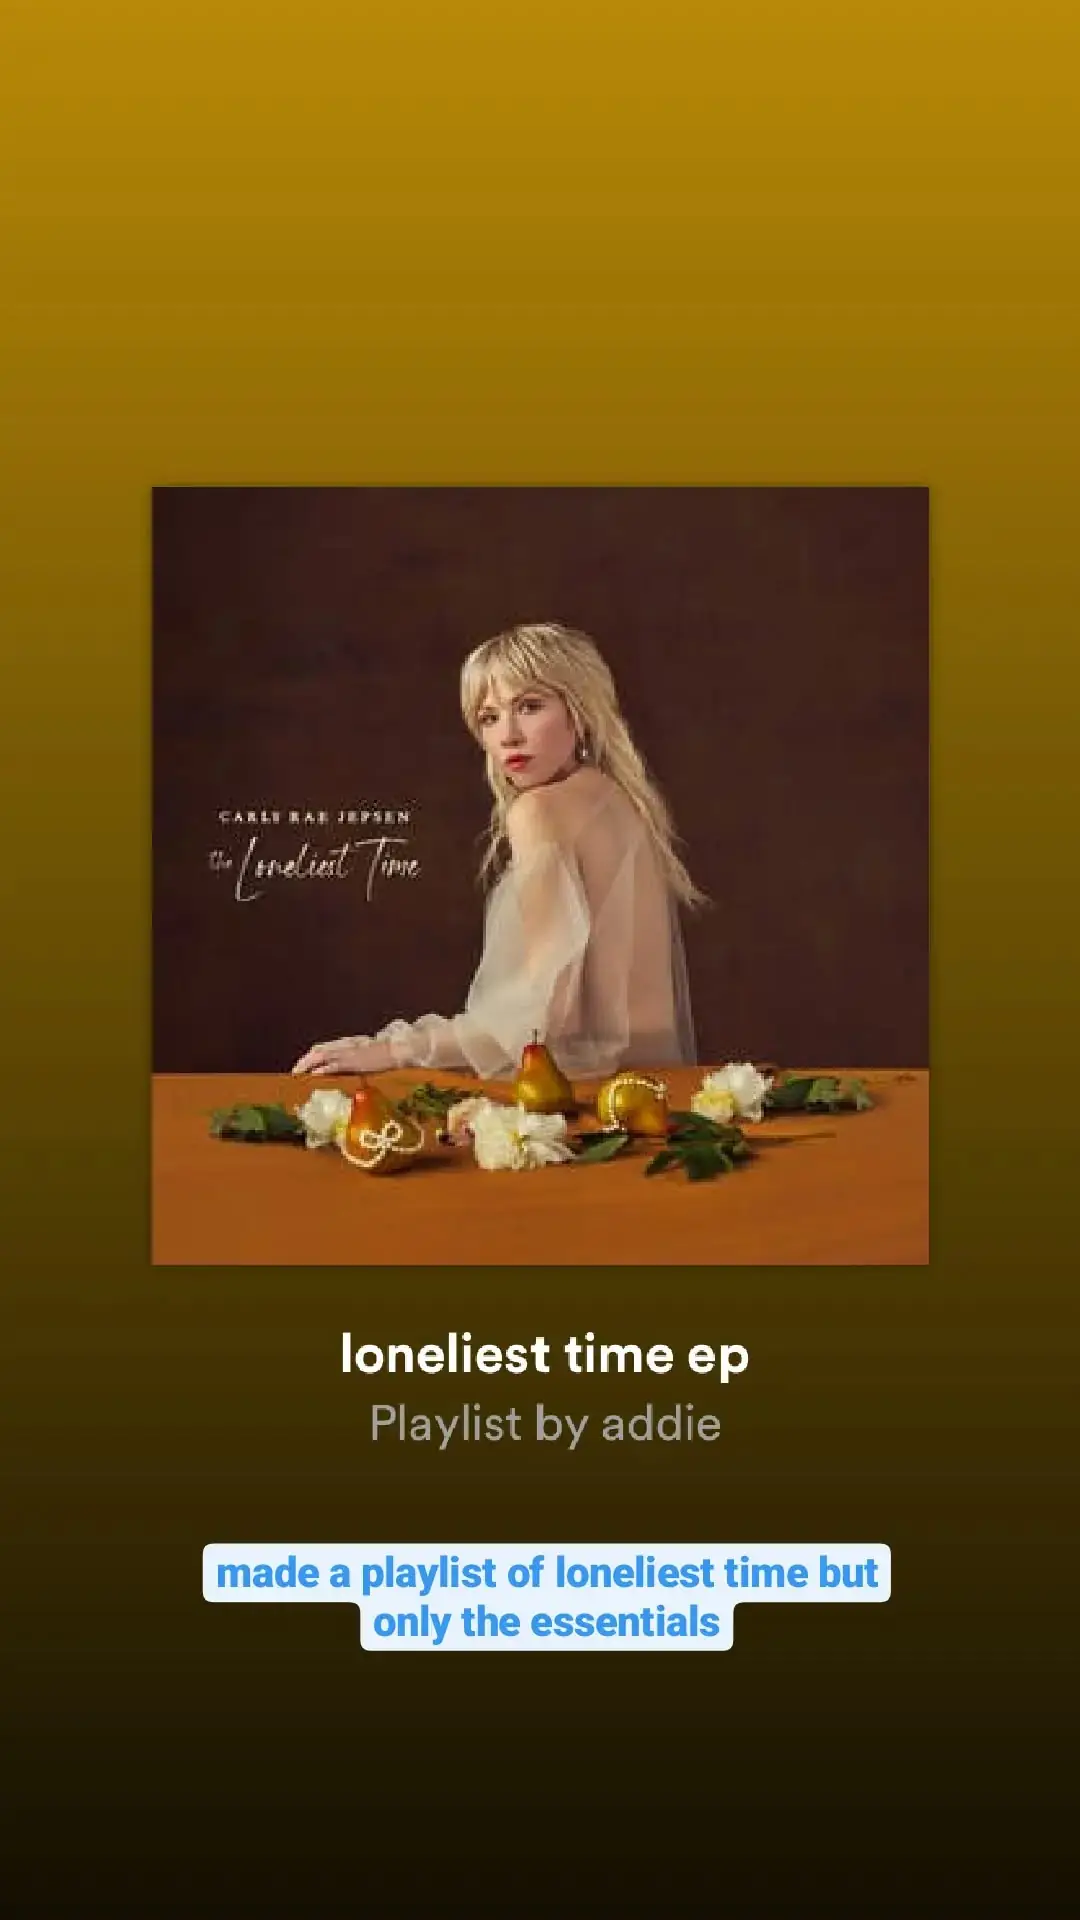 CARLY RAE JEPSEN
the Loneliest Time
loneliest time ep
Playlist by addie
made a playlist of loneliest time but
only the essentials